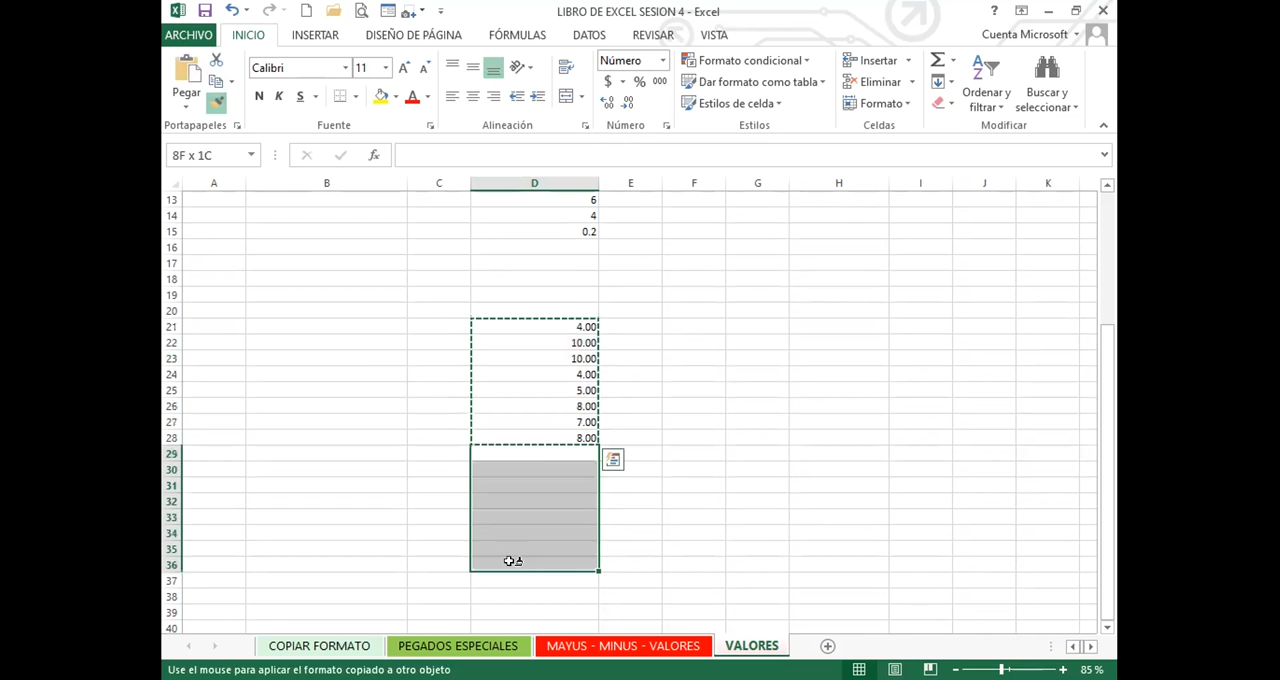 LIBRO DE EXCEL SESION 4 - Excel
ARCHIVO INICIO INSERTAR DISEÑO DE PÁGINA FÓRMULAS DATOS REVISAR VISTA Cuenta Microsoft
Pegar
Calibri 11
N K S A
Número
$ % 000
Formato condicional
Dar formato como tabla
Estilos de celda
Insertar
Eliminar
Formato
Ordenar y filtrar
Buscar y seleccionar
Portapapeles Fuente Alineación Número Estilos Celdas Modificar
8F x 1C fx
A B C D E F G H I J K
13 6
14 4
15 0.2
16
17
18
19
20
21 4.00
22 10.00
23 10.00
24 4.00
25 5.00
26 8.00
27 7.00
28 8.00
29
30
31
32
33
34
35
36
37
38
39
40
COPIAR FORMATO PEGADOS ESPECIALES MAYUS - MINUS - VALORES VALORES
Use el mouse para aplicar el formato copiado a otro objeto 85 %